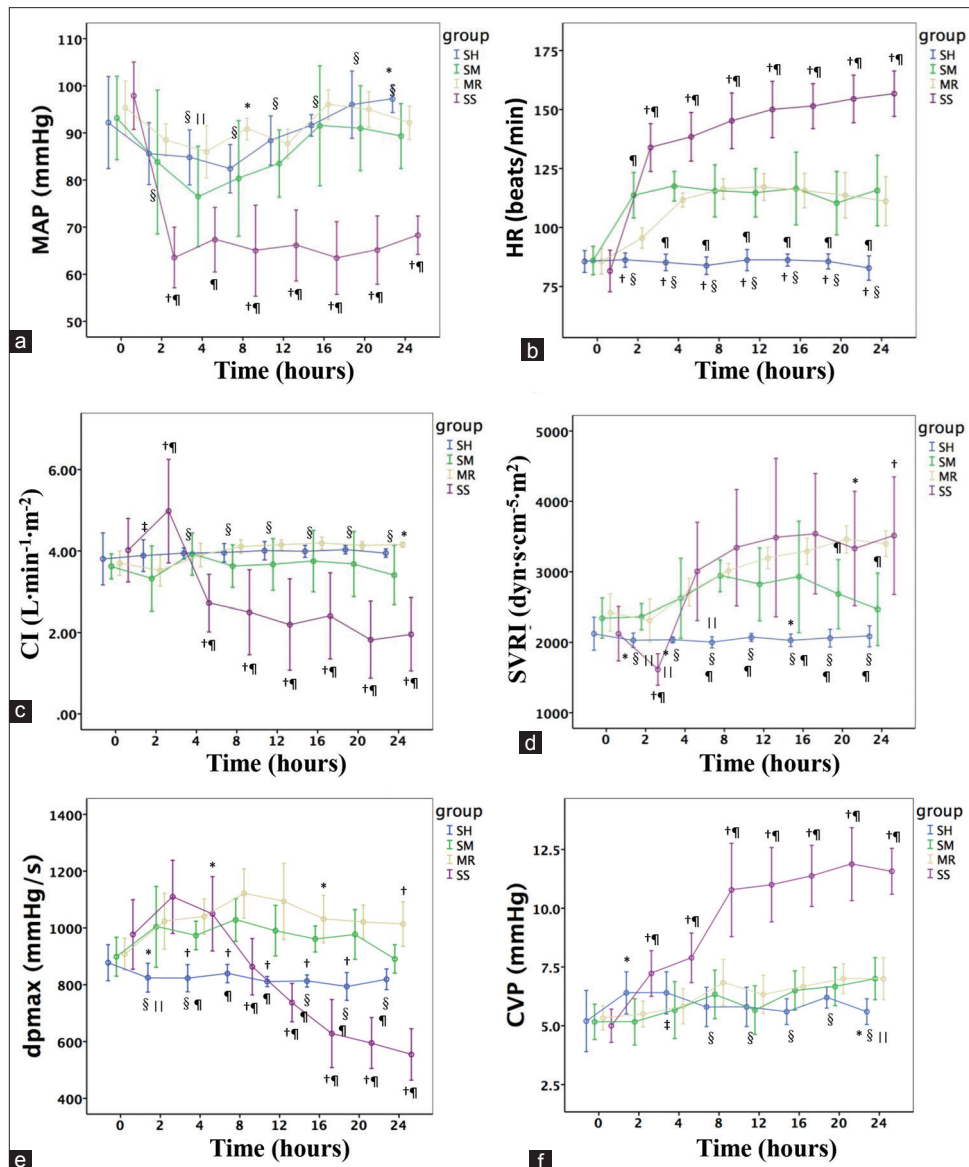 group
SH
SM
MR
SS
110
100
90
80
70
60
50
MAP (mmHg)
§
§ ||
§
*
§
§
§
*
§
†¶
¶
†¶
†¶
†¶
†¶
†¶
0 2 4 8 12 16 20 24
Time (hours)
a
group
SH
SM
MR
SS
175
150
125
100
75
HR (beats/min)
†¶
†¶
†¶
†¶
†¶
†¶
†¶
¶
¶
¶
¶
¶
¶
¶
† §
† §
† §
† §
† §
† §
† §
0 2 4 8 12 16 20 24
Time (hours)
b
group
SH
SM
MR
SS
6.00
4.00
2.00
.00
CI (L·min⁻¹·m⁻²)
†¶
‡
§
§
§
§
§
§
*
†¶
†¶
†¶
†¶
†¶
†¶
0 2 4 8 12 16 20 24
Time (hours)
c
group
SH
SM
MR
SS
5000
4000
3000
2000
1000
SVRI (dyn·s·cm⁻⁵·m²)
*
†
¶
¶
||
*
*
§
||
*
||
§
§
¶
§
¶
§
¶
§
¶
§
¶
†¶
0 2 4 8 12 16 20 24
Time (hours)
d
group
SH
SM
MR
SS
1400
1200
1000
800
600
400
dpmax (mmHg/s)
*
*
†
*
†
†
†
†
†
§ ||
§ ¶
¶
¶
§
¶
§
¶
§
¶
†¶
†¶
†¶
†¶
†¶
0 2 4 8 12 16 20 24
Time (hours)
e
group
SH
SM
MR
SS
12.5
10.0
7.5
5.0
2.5
CVP (mmHg)
†¶
†¶
†¶
†¶
†¶
†¶
†¶
*
‡
§
§
§
§
* § ||
0 2 4 8 12 16 20 24
Time (hours)
f